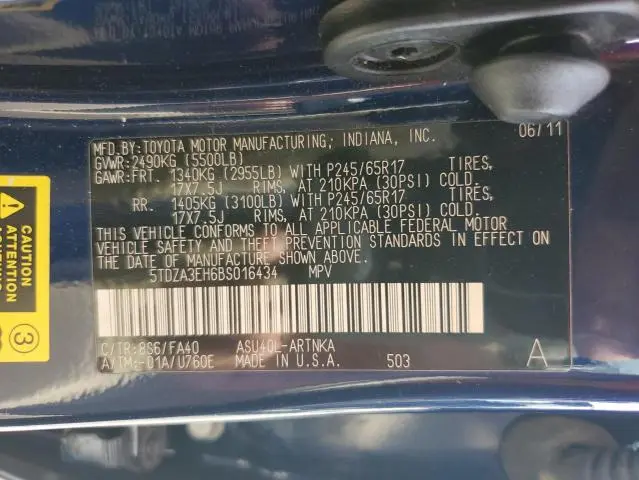 MFD.BY:TOYOTA MOTOR MANUFACTURING, INDIANA, INC. 06/11
GVWR:2490KG (5500LB)
GAWR:FRT. 1340KG (2955LB) WITH P245/65R17 TIRES,
17X7.5J RIMS, AT 210KPA (30PSI) COLD.
RR. 1405KG (3100LB) WITH P245/65R17 TIRES,
17X7.5J RIMS, AT 210KPA (30PSI) COLD.
THIS VEHICLE CONFORMS TO ALL APPLICABLE FEDERAL MOTOR
VEHICLE SAFETY AND THEFT PREVENTION STANDARDS IN EFFECT ON
THE DATE OF MANUFACTURE SHOWN ABOVE.
5TDZA3EH6BS016434 MPV
C/TR:8S6/FA40 ASU40L-ARTNKA
A/TM:-01A/U760E MADE IN U.S.A. 503 A
CAUTION
ATTENTION
3